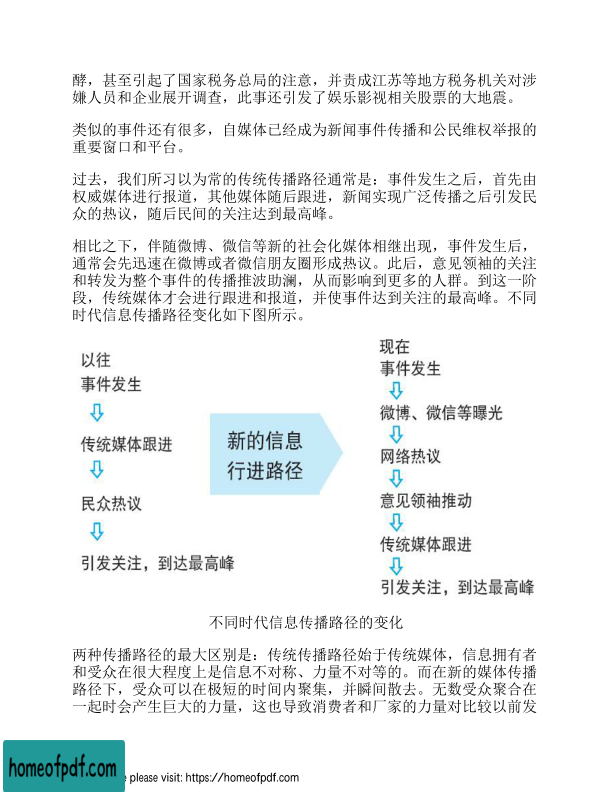 酵，甚至引起了国家税务总局的注意，并责成江苏等地方税务机关对涉
嫌人员和企业展开调查，此事还引发了娱乐影视相关股票的大地震。
类似的事件还有很多，自媒体已经成为新闻事件传播和公民维权举报的
重要窗口和平台。
过去，我们所习以为常的传统传播路径通常是：事件发生之后，首先由
权威媒体进行报道，其他媒体随后跟进，新闻实现广泛传播之后引发民
众的热议，随后民间的关注达到最高峰。
相比之下，伴随微博、微信等新的社会化媒体相继出现，事件发生后，
通常会先迅速在微博或者微信朋友圈形成热议。此后，意见领袖的关注
和转发为整个事件的传播推波助澜，从而影响到更多的人群。到这一阶
段，传统媒体才会进行跟进和报道，并使事件达到关注的最高峰。不同
时代信息传播路径变化如下图所示。
以往
事件发生
传统媒体跟进
民众热议
引发关注，到达最高峰
新的信息
行进路径
现在
事件发生
微博、微信等曝光
网络热议
意见领袖推动
传统媒体跟进
引发关注，到达最高峰
不同时代信息传播路径的变化
两种传播路径的最大区别是：传统传播路径始于传统媒体，信息拥有者
和受众在很大程度上是信息不对称、力量不对等的。而在新的媒体传播
路径下，受众可以在极短的时间内聚集，并瞬间散去。无数受众聚合在
一起时会产生巨大的力量，这也导致消费者和厂家的力量对比较以前发
homeofpdf.com
e please visit: https://homeofpdf.com